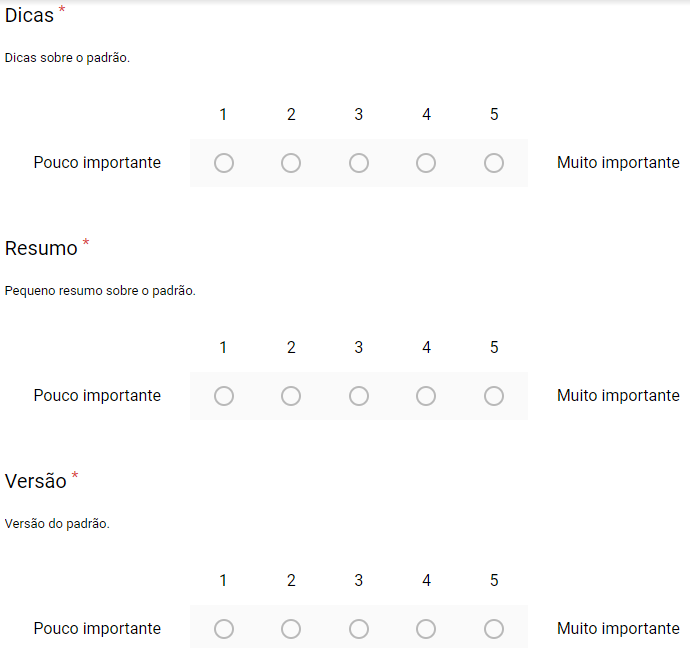 Dicas *
Dicas sobre o padrão.
1 2 3 4 5
Pouco importante Muito importante
Resumo *
Pequeno resumo sobre o padrão.
1 2 3 4 5
Pouco importante Muito importante
Versão *
Versão do padrão.
1 2 3 4 5
Pouco importante Muito importante